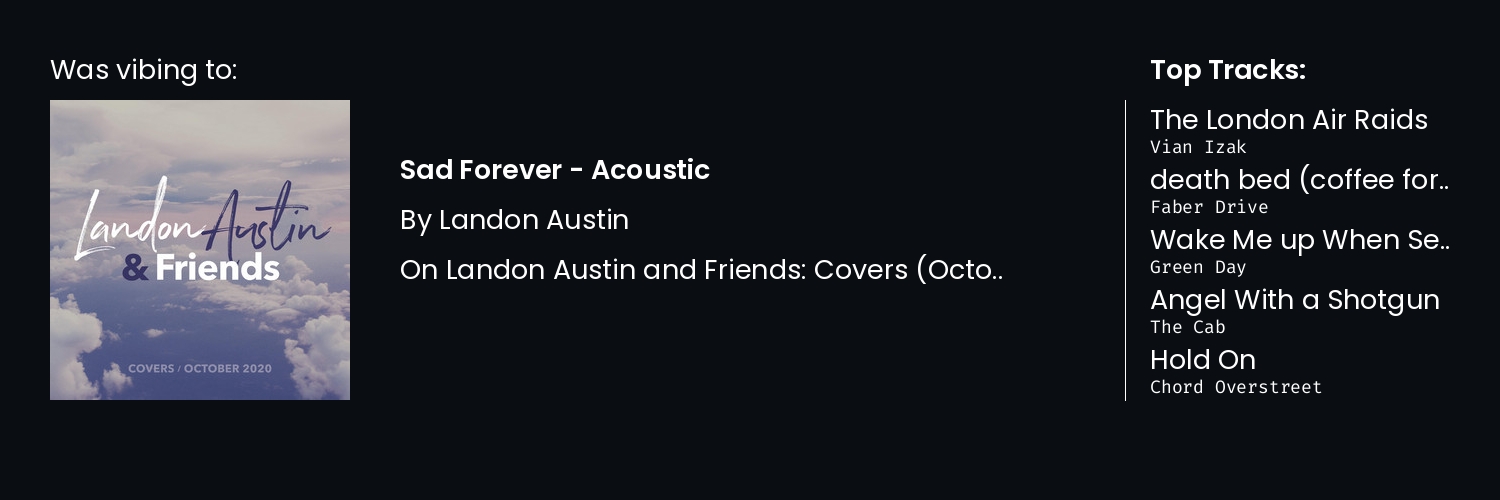 Was vibing to:
Landon Austin
& Friends
COVERS / OCTOBER 2020
Sad Forever - Acoustic
By Landon Austin
On Landon Austin and Friends: Covers (Octo..
Top Tracks:
The London Air Raids
Vian Izak
death bed (coffee for..
Faber Drive
Wake Me up When Se..
Green Day
Angel With a Shotgun
The Cab
Hold On
Chord Overstreet